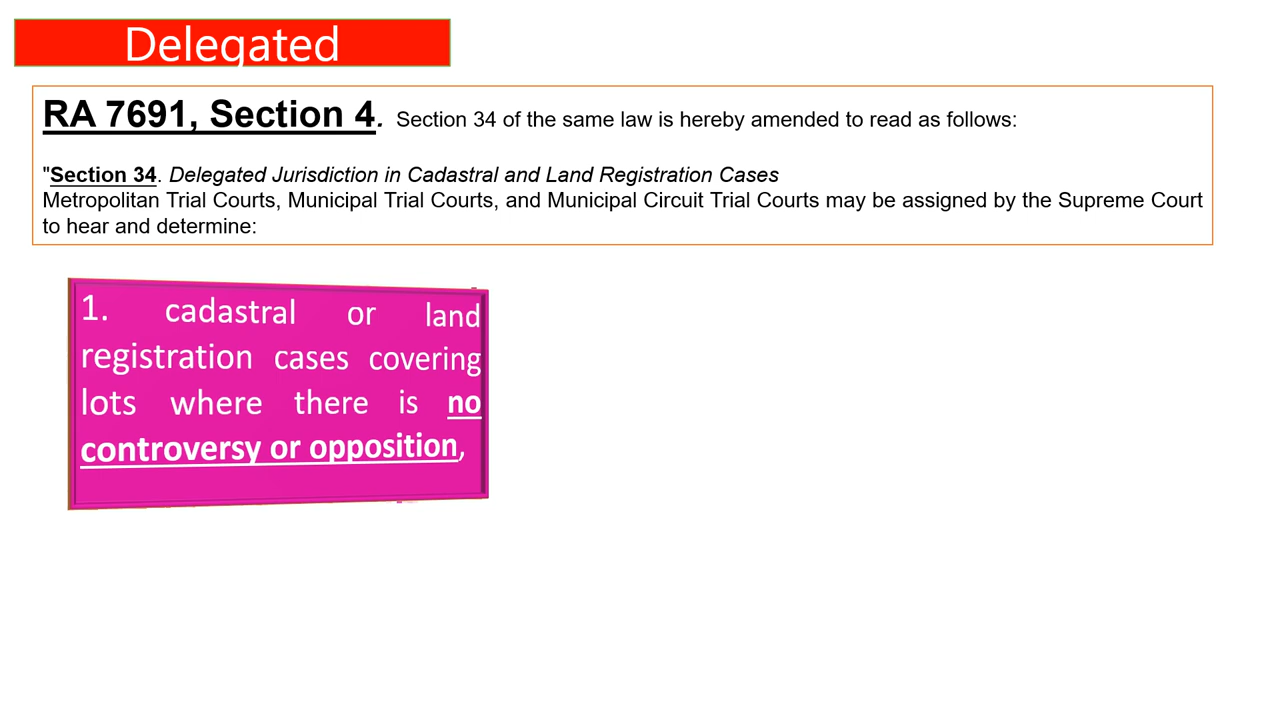 Delegated
RA 7691, Section 4. Section 34 of the same law is hereby amended to read as follows:
"Section 34. Delegated Jurisdiction in Cadastral and Land Registration Cases
Metropolitan Trial Courts, Municipal Trial Courts, and Municipal Circuit Trial Courts may be assigned by the Supreme Court
to hear and determine:
1. cadastral or land
registration cases covering
lots where there is no
controversy or opposition,